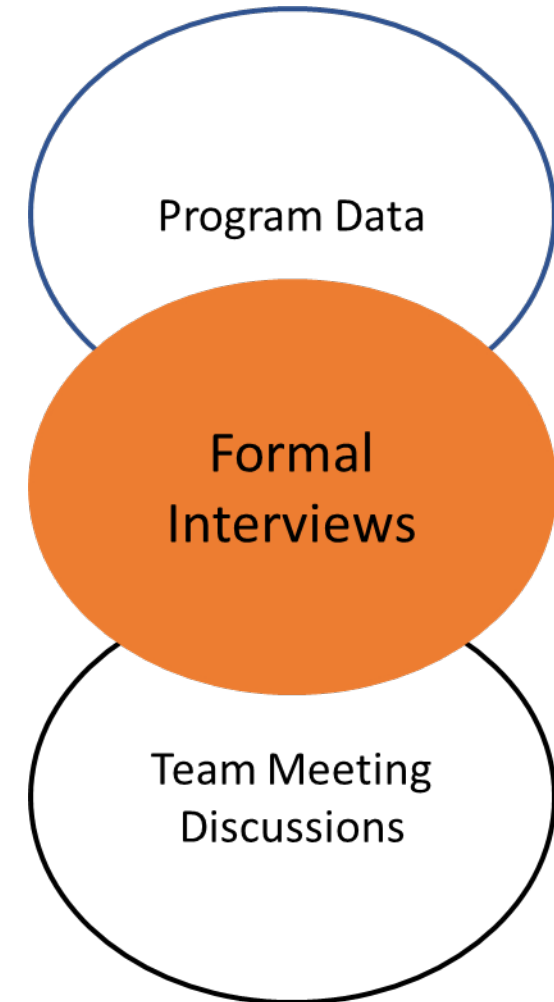 Program Data
Formal
Interviews
Team Meeting
Discussions